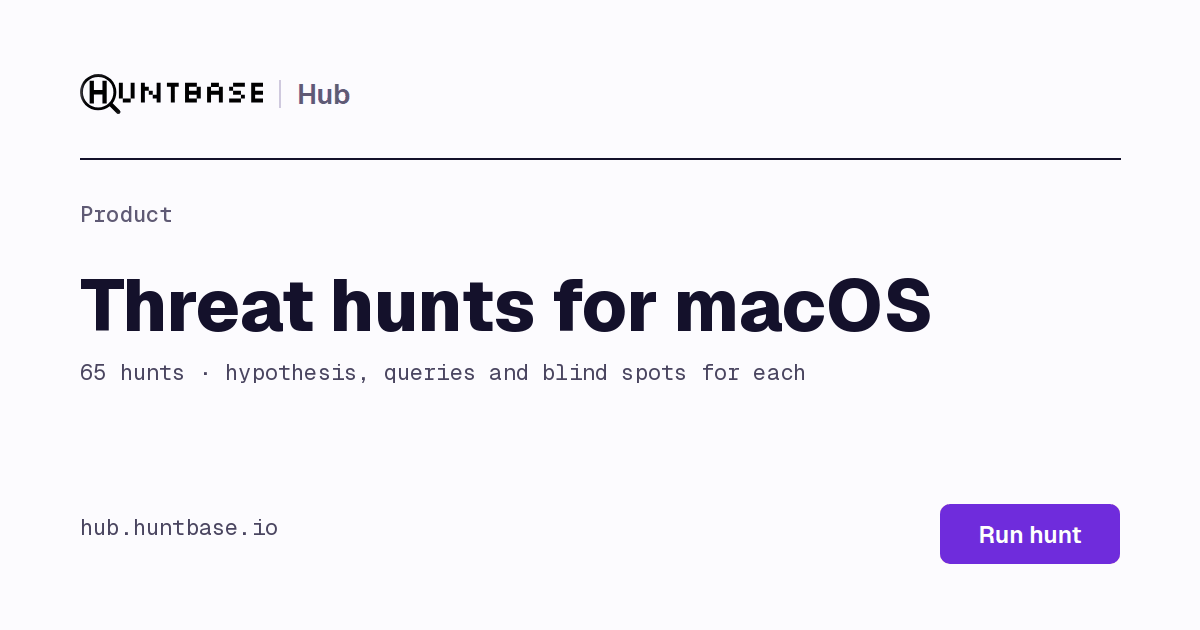 HUNTBASE | Hub
Product
Threat hunts for macOS
65 hunts · hypothesis, queries and blind spots for each
hub.huntbase.io
Run hunt